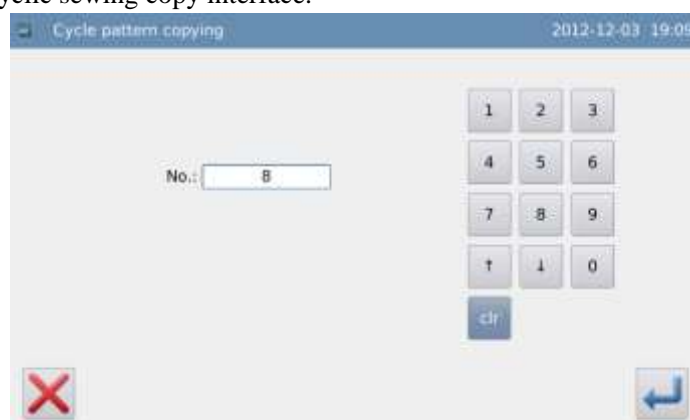 cyclic sewing copy interface.
Cycle pattern copying 2012-12-03 19:09
1 2 3
No.: 8
4 5 6
7 8 9
↑ ↓ 0
clr